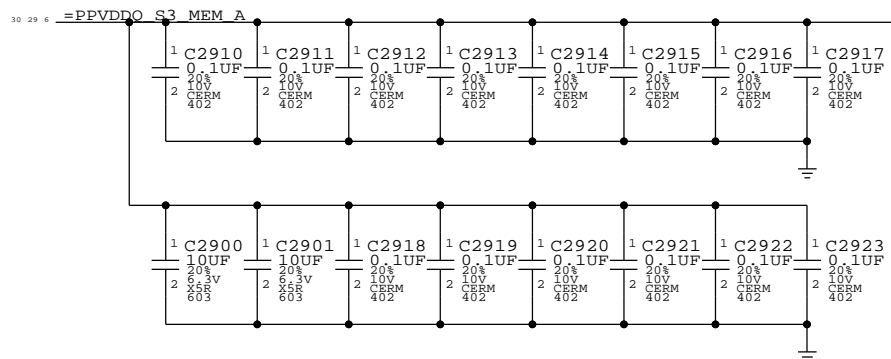 30 29 6 =PPVDDQ_S3_MEM_A
1 C2910 1 C2911 1 C2912 1 C2913 1 C2914 1 C2915 1 C2916 1 C2917
0.1UF 0.1UF 0.1UF 0.1UF 0.1UF 0.1UF 0.1UF 0.1UF
20% 20% 20% 20% 20% 20% 20% 20%
2 10V 2 10V 2 10V 2 10V 2 10V 2 10V 2 10V 2 10V
CERM CERM CERM CERM CERM CERM CERM CERM
402 402 402 402 402 402 402 402
1 C2900 1 C2901 1 C2918 1 C2919 1 C2920 1 C2921 1 C2922 1 C2923
10UF 10UF 0.1UF 0.1UF 0.1UF 0.1UF 0.1UF 0.1UF
20% 20% 20% 20% 20% 20% 20% 20%
2 6.3V 2 6.3V 2 10V 2 10V 2 10V 2 10V 2 10V 2 10V
X5R X5R CERM CERM CERM CERM CERM CERM
603 603 402 402 402 402 402 402